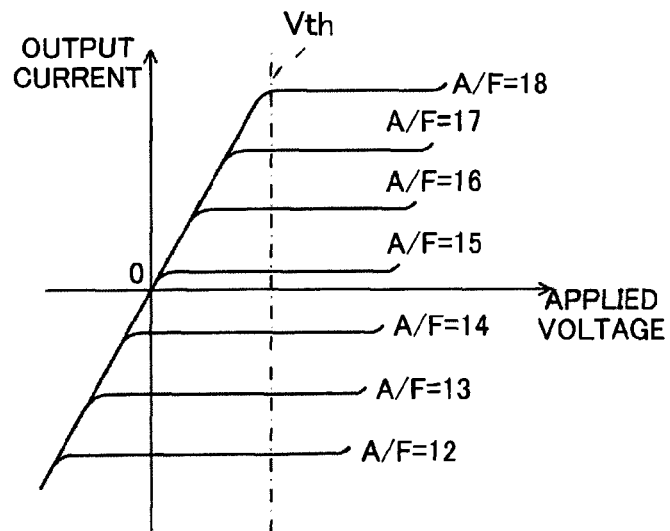 Vth
OUTPUT
CURRENT
A/F=18
A/F=17
A/F=16
A/F=15
0
APPLIED
VOLTAGE
A/F=14
A/F=13
A/F=12